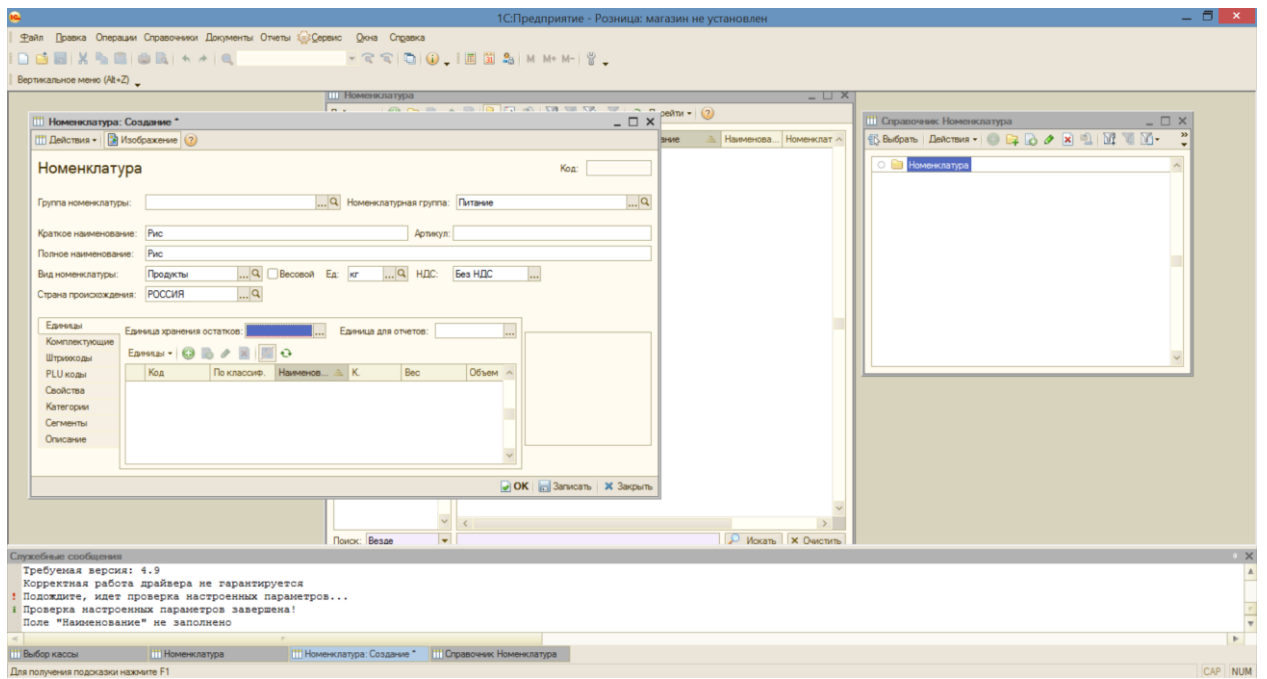 1С:Предприятие - Розница: магазин не установлен
Файл Правка Операции Справочники Документы Отчеты Сервис Окна Справка
M M+ M-
Вертикальное меню (Alt+Z)
Номенклатура
рейти
Номенклатура: Создание *
Действия Изображение
Справочник Номенклатура
Выбрать Действия
Наименова... Номенклат
Номенклатура
Номенклатура
Код:
Группа номенклатуры: Номенклатурная группа: Питание
Краткое наименование: Рис Артикул:
Полное наименование: Рис
Вид номенклатуры: Продукты Весовой Ед: кг НДС: Без НДС
Страна происхождения: РОССИЯ
Единицы
Комплектующие
Штрихкоды
PLU коды
Свойства
Категории
Сегменты
Описание
Единица хранения остатков: Единица для отчетов:
Единицы
Код По классиф. Наименов... К. Вес Объем
OK Записать Закрыть
Поиск: Везде Искать Очистить
Служебные сообщения
Требуемая версия: 4.9
Корректная работа драйвера не гарантируется
Подождите, идет проверка настроенных параметров...
Проверка настроенных параметров завершена!
Поле "Наименование" не заполнено
Выбор кассы Номенклатура Номенклатура: Создание * Справочник Номенклатура
Для получения подсказки нажмите F1 CAP NUM